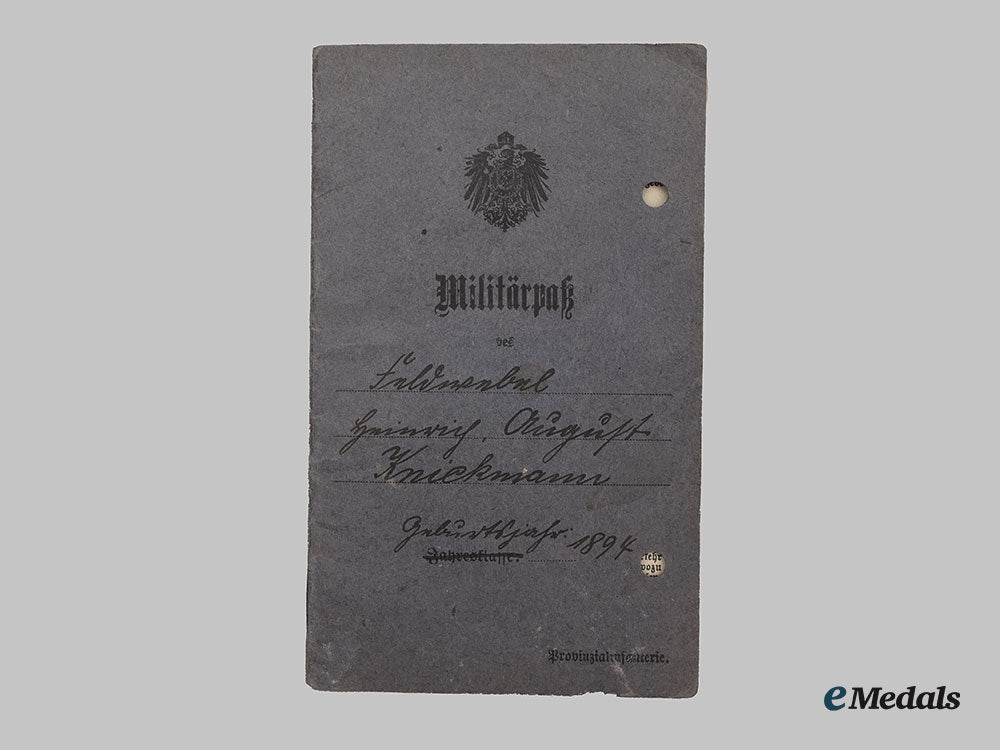 Militärpaß
des
Feldwebel
Heinrich, August
Knickmann
Geburtsjahr: 1894
Jahresklasse:
Provinzialinfanterie.
eMedals